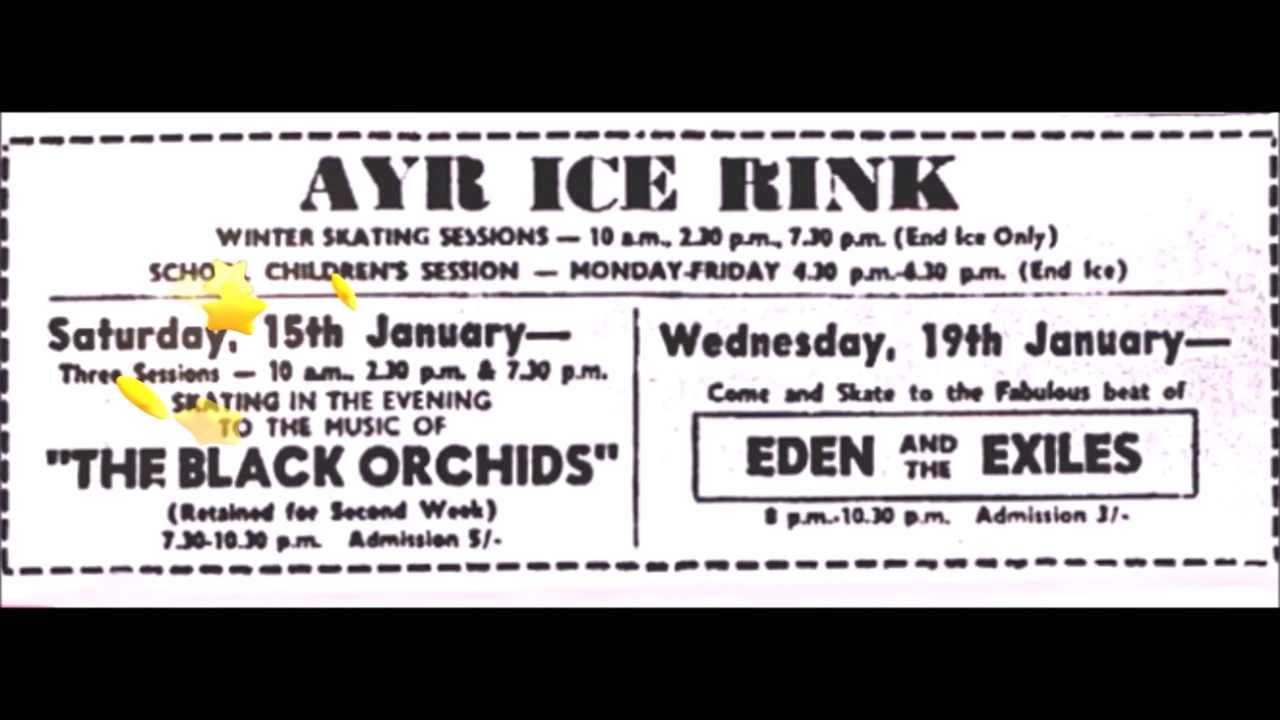 AYR ICE RINK
WINTER SKATING SESSIONS — 10 a.m., 2.30 p.m., 7.30 p.m. (End Ice Only)
CHILDREN'S SESSION — MONDAY-FRIDAY 4.30 p.m.-6.30 p.m. (End Ice)
Saturday, 15th January—
Three Sessions — 10 a.m., 2.30 p.m. & 7.30 p.m.
SKATING IN THE EVENING
TO THE MUSIC OF
"THE BLACK ORCHIDS"
(Retained for Second Week)
7.30-10.30 p.m. Admission 5/-
Wednesday, 19th January—
Come and Skate to the Fabulous beat of
EDEN AND THE EXILES
8 p.m.-10.30 p.m. Admission 3/-